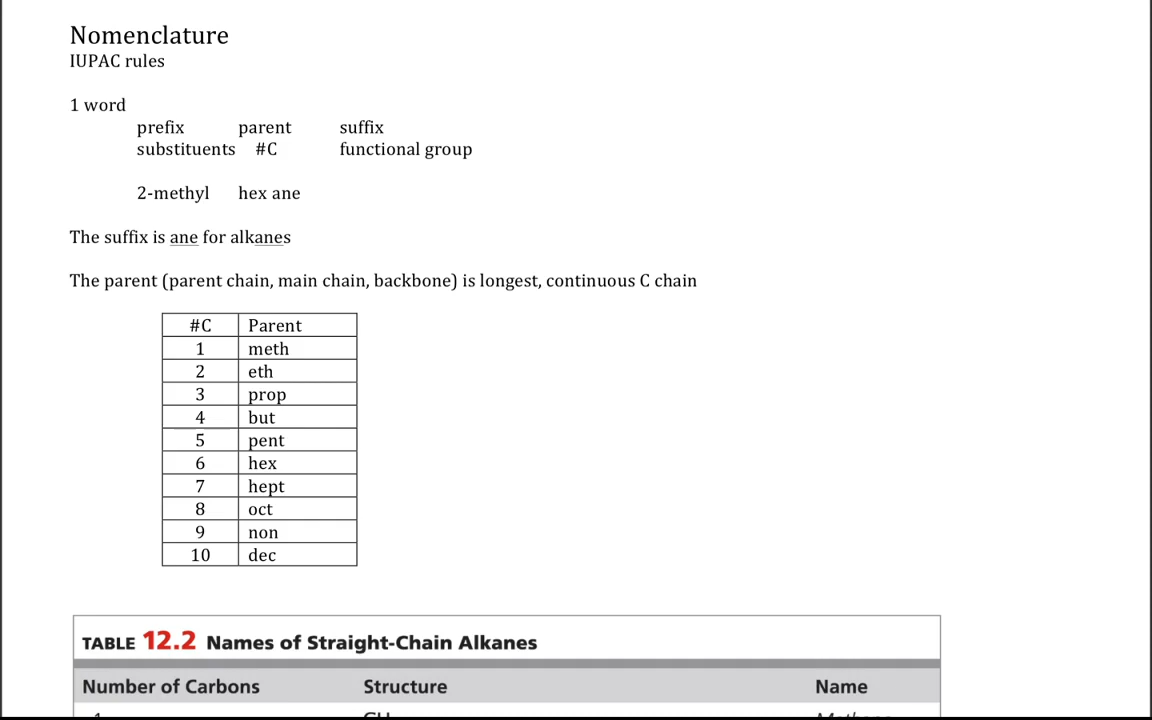 Nomenclature
IUPAC rules
1 word
prefix parent suffix
substituents #C functional group
2-methyl hex ane
The suffix is ane for alkanes
The parent (parent chain, main chain, backbone) is longest, continuous C chain
#C Parent
1 meth
2 eth
3 prop
4 but
5 pent
6 hex
7 hept
8 oct
9 non
10 dec
TABLE 12.2 Names of Straight-Chain Alkanes
Number of Carbons Structure Name